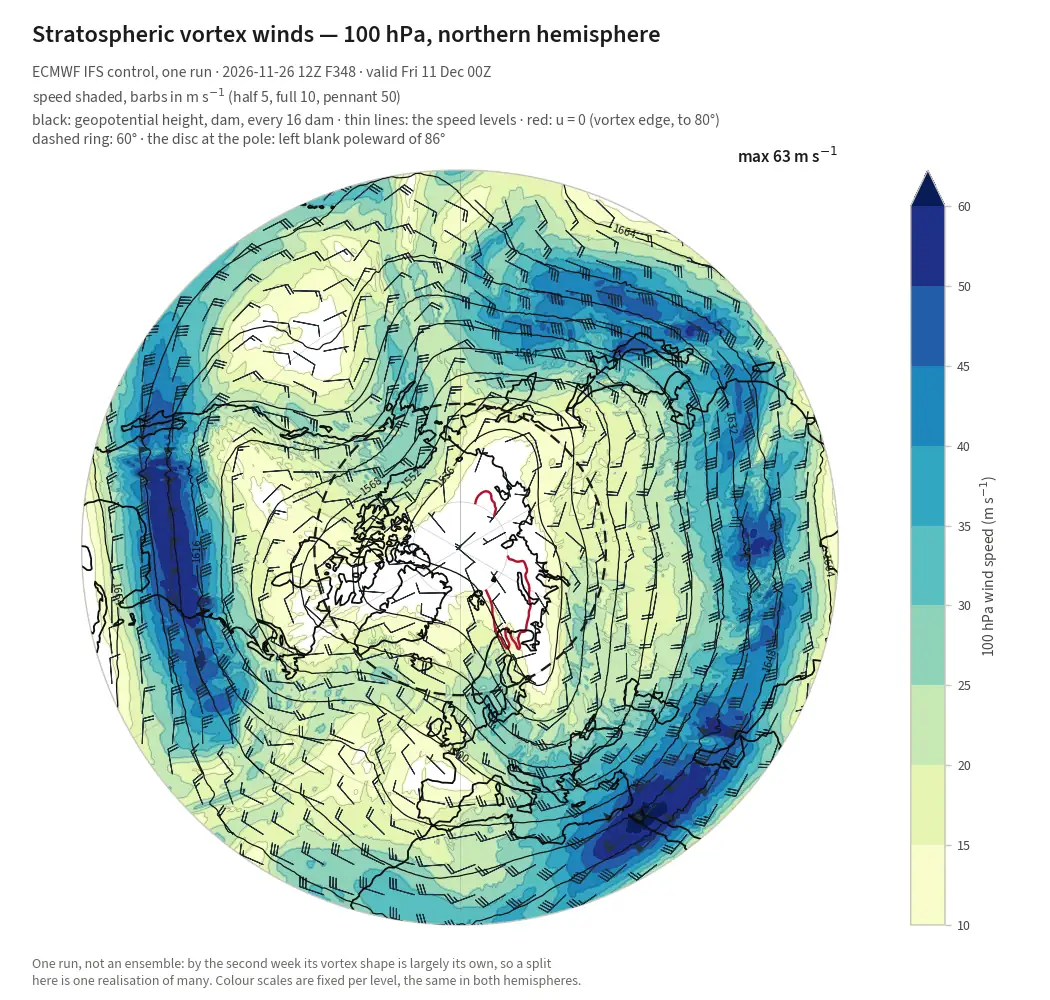 Stratospheric vortex winds — 100 hPa, northern hemisphere
ECMWF IFS control, one run · 2026-11-26 12Z F348 · valid Fri 11 Dec 00Z
speed shaded, barbs in m s⁻¹ (half 5, full 10, pennant 50)
black: geopotential height, dam, every 16 dam · thin lines: the speed levels · red: u = 0 (vortex edge, to 80°)
dashed ring: 60° · the disc at the pole: left blank poleward of 86°
max 63 m s⁻¹
1664
60
50
45
40
35
30
25
20
15
10
100 hPa wind speed (m s⁻¹)
1632
1568
1616
1648
One run, not an ensemble: by the second week its vortex shape is largely its own, so a split
here is one realisation of many. Colour scales are fixed per level, the same in both hemispheres.